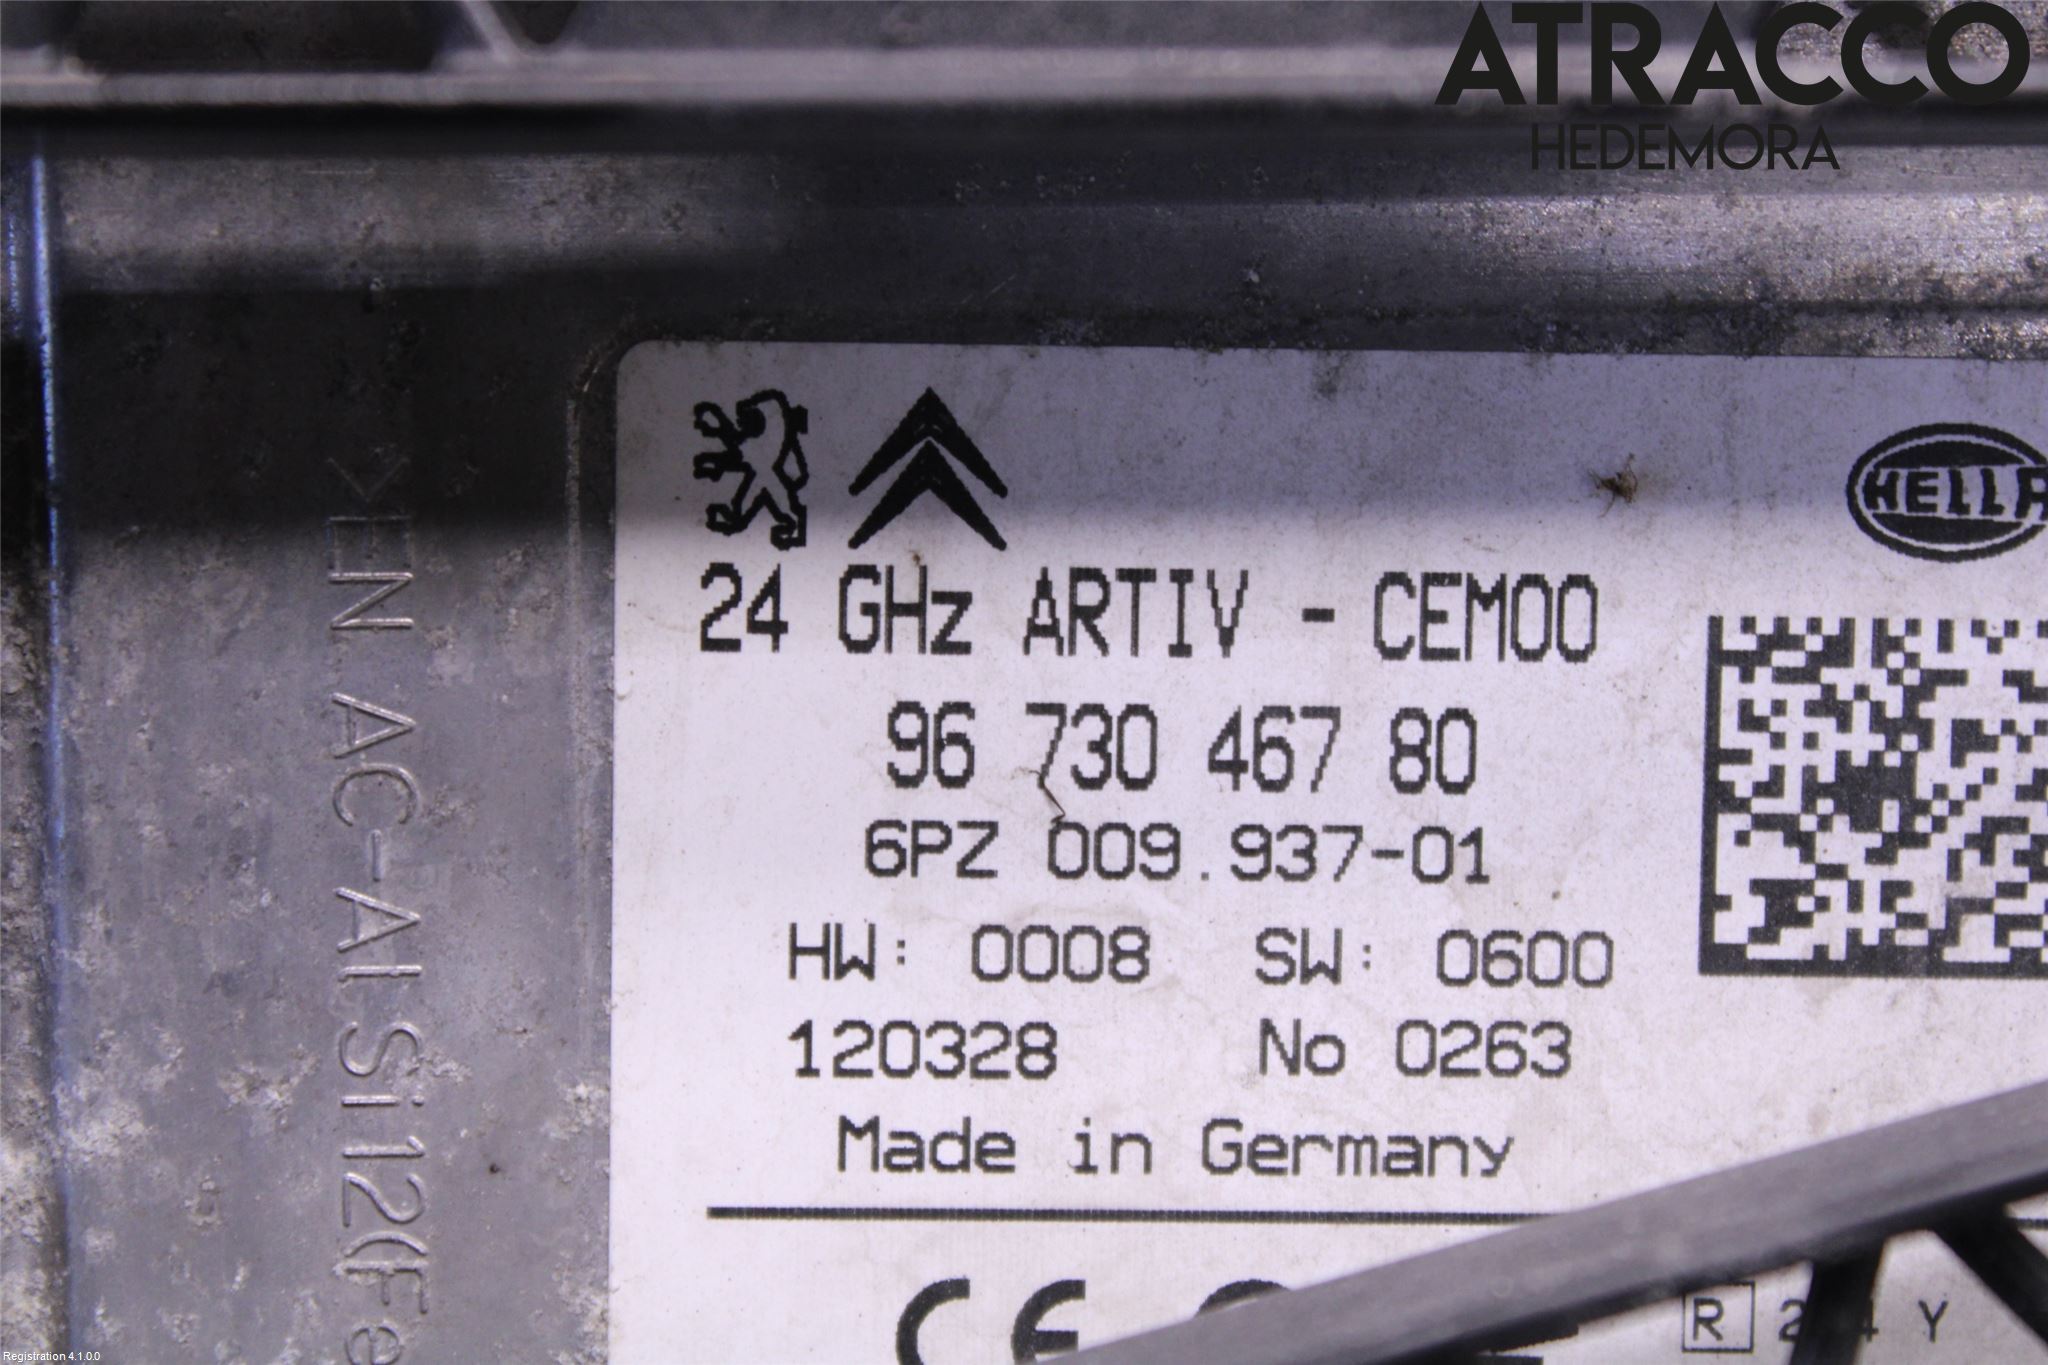 ATRACCO
HEDEMORA
HELLA
24 GHz ARTIV - CEM00
96 730 467 80
6PZ 009.937-01
HW: 0008 SW: 0600
120328 No 0263
Made in Germany
CE
R
Y
>EN AC-AlSi12(Fe
Registration 4.1.0.0